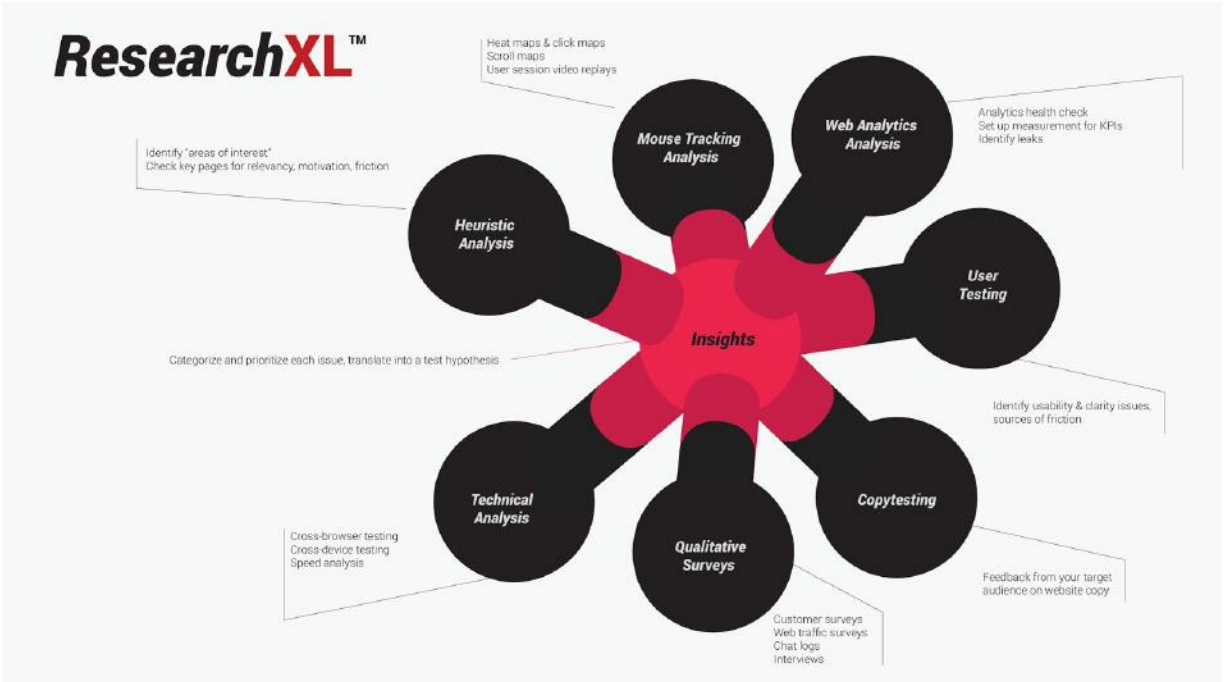 ResearchXL™
Heat maps & click maps
Scroll maps
User session video replays
Mouse Tracking
Analysis
Web Analytics
Analysis
Analytics health check
Set up measurement for KPIs
Identify leaks
Identify "areas of interest"
Check key pages for relevancy, motivation, friction
Heuristic
Analysis
User
Testing
Insights
Categorize and prioritize each issue, translate into a test hypothesis
Identify usability & clarity issues,
sources of friction
Technical
Analysis
Copytesting
Qualitative
Surveys
Cross-browser testing
Cross-device testing
Speed analysis
Feedback from your target
audience on website copy
Customer surveys
Web traffic surveys
Chat logs
Interviews